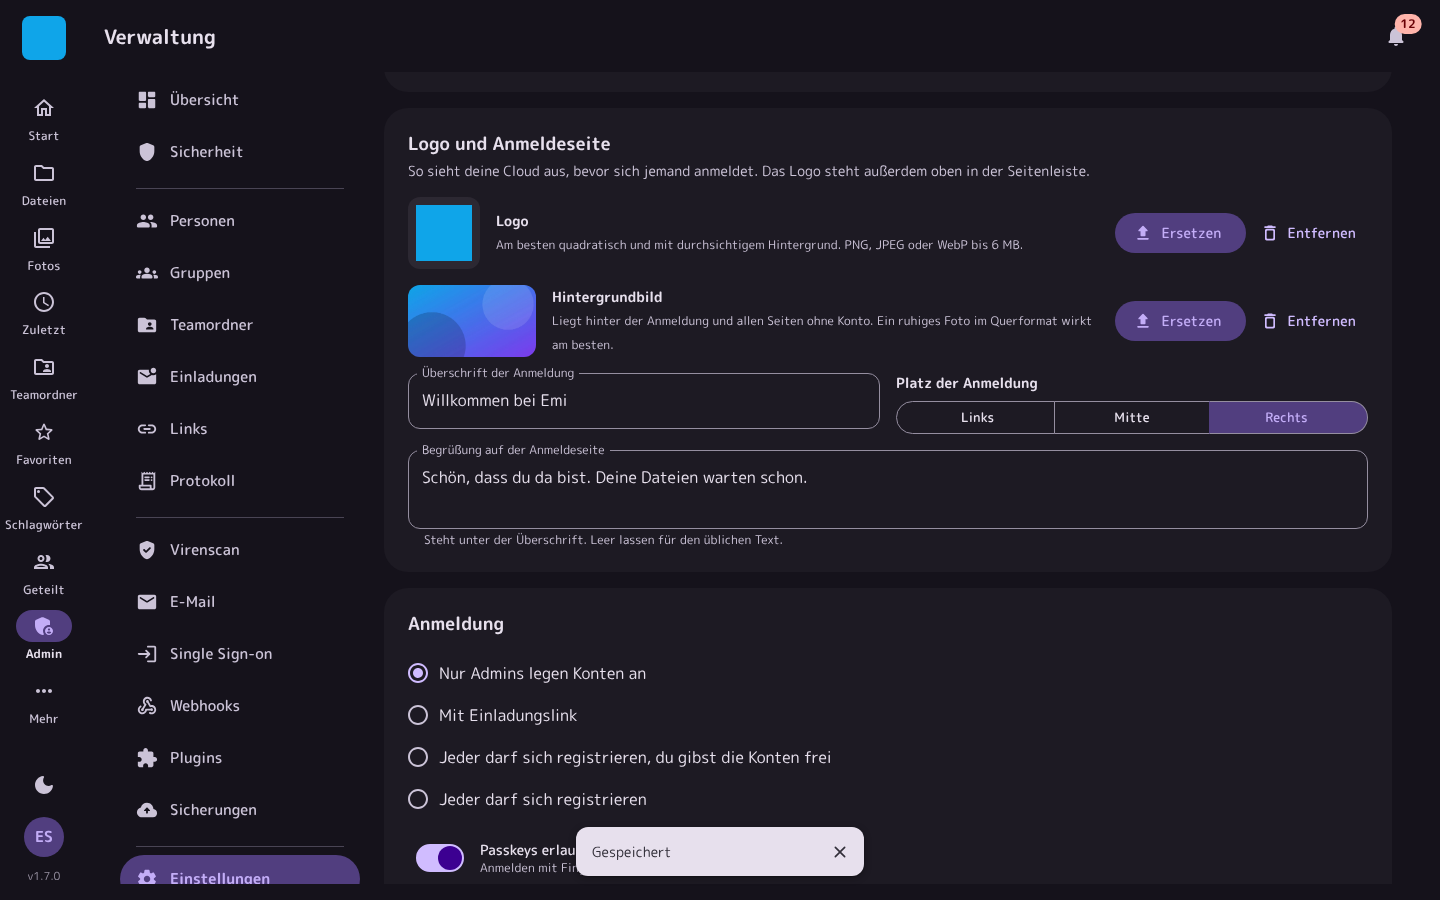 Verwaltung
12
Start
Dateien
Fotos
Zuletzt
Teamordner
Favoriten
Schlagwörter
Geteilt
Admin
Mehr
ES
v1.7.0
Übersicht
Sicherheit
Personen
Gruppen
Teamordner
Einladungen
Links
Protokoll
Virenscan
E-Mail
Single Sign-on
Webhooks
Plugins
Sicherungen
Einstellungen
Logo und Anmeldeseite
So sieht deine Cloud aus, bevor sich jemand anmeldet. Das Logo steht außerdem oben in der Seitenleiste.
Logo
Am besten quadratisch und mit durchsichtigem Hintergrund. PNG, JPEG oder WebP bis 6 MB.
Ersetzen
Entfernen
Hintergrundbild
Liegt hinter der Anmeldung und allen Seiten ohne Konto. Ein ruhiges Foto im Querformat wirkt
am besten.
Ersetzen
Entfernen
Überschrift der Anmeldung
Willkommen bei Emi
Platz der Anmeldung
Links
Mitte
Rechts
Begrüßung auf der Anmeldeseite
Schön, dass du da bist. Deine Dateien warten schon.
Steht unter der Überschrift. Leer lassen für den üblichen Text.
Anmeldung
Nur Admins legen Konten an
Mit Einladungslink
Jeder darf sich registrieren, du gibst die Konten frei
Jeder darf sich registrieren
Passkeys erlau
Anmelden mit Fin
Gespeichert